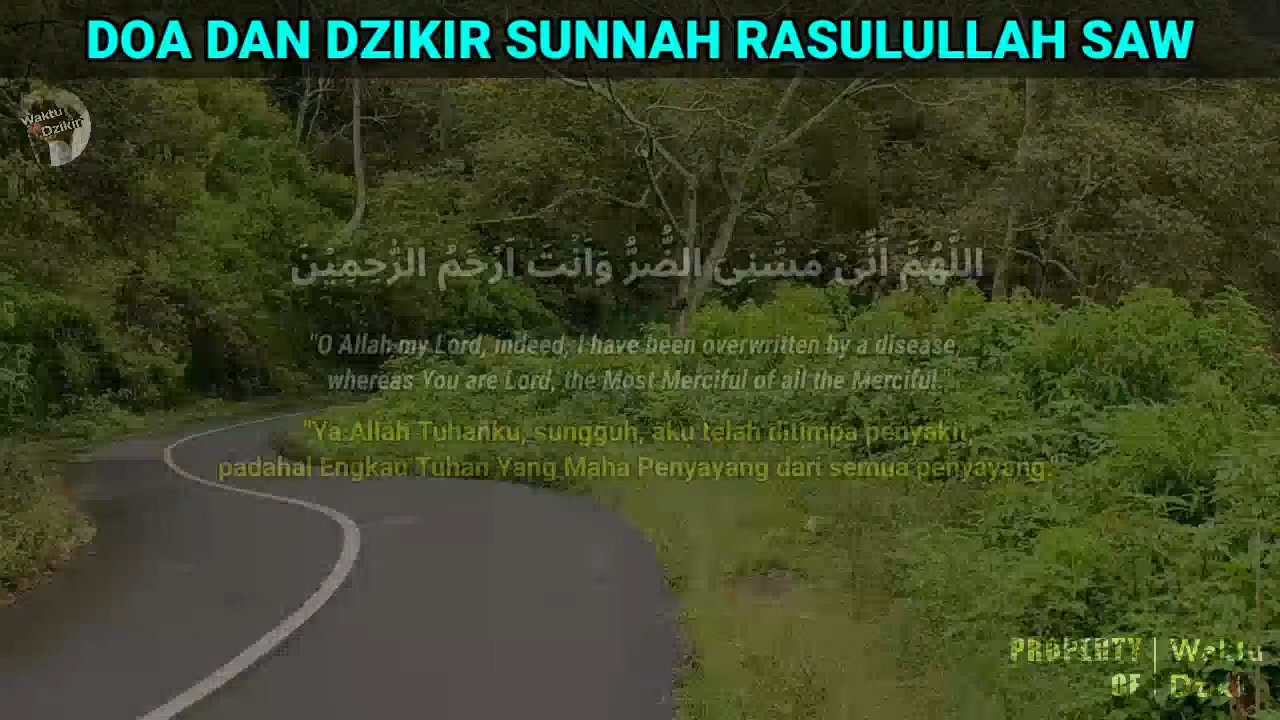 DOA DAN DZIKIR SUNNAH RASULULLAH SAW
Waktu
Dzikir
اللَّهُمَّ اَنِّيْ مَسَّنِى الضُّرُّ وَاَنْتَ اَرْحَمُ الرّٰحِمِيْنَ
"O Allah my Lord, indeed, I have been overwritten by a disease,
whereas You are Lord, the Most Merciful of all the Merciful."
"Ya Allah Tuhanku, sungguh, aku telah ditimpa penyakit,
padahal Engkau Tuhan Yang Maha Penyayang dari semua penyayang."
PROPERTY | Waktu
OF | Dziki